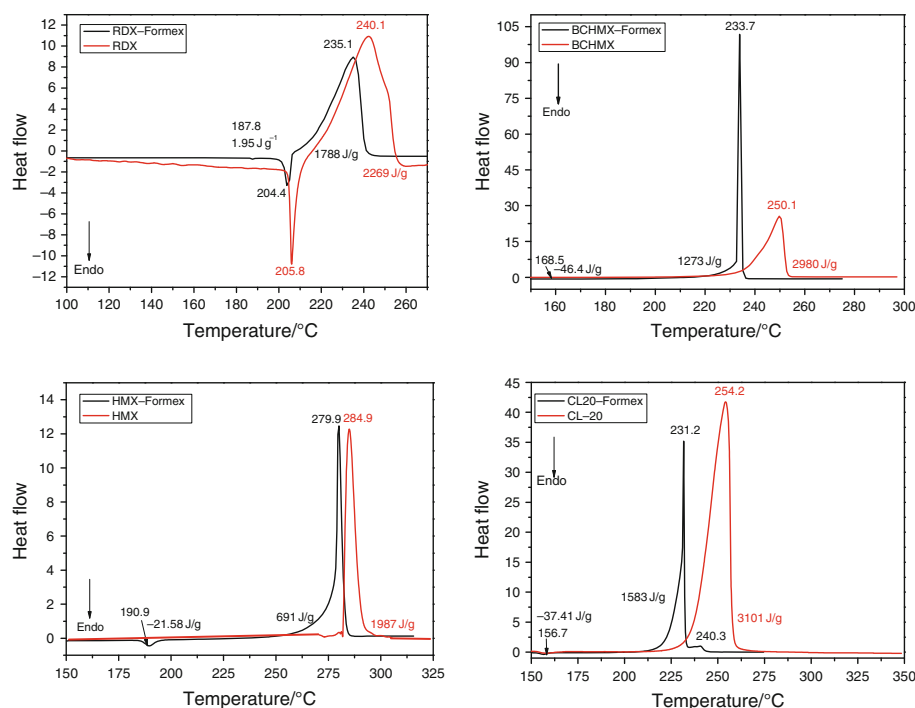 12
10
8
6
4
2
0
−2
−4
−6
−8
−10
−12
Heat flow
RDX–Formex
RDX
240.1
235.1
187.8
1.95 J g⁻¹
1788 J/g
2269 J/g
204.4
205.8
Endo
100 120 140 160 180 200 220 240 260
Temperature/°C
105
90
75
60
45
30
15
0
Heat flow
BCHMX–Formex
BCHMX
233.7
Endo
250.1
168.5
−46.4 J/g
1273 J/g
2980 J/g
160 180 200 220 240 260 280 300
Temperature/°C
14
12
10
8
6
4
2
0
Heat flow
HMX–Formex
HMX
279.9
284.9
190.9
−21.58 J/g
Endo
691 J/g
1987 J/g
150 175 200 225 250 275 300 325
Temperature/°C
45
40
35
30
25
20
15
10
5
0
Heat flow
CL20–Formex
CL–20
254.2
231.2
Endo
1583 J/g
3101 J/g
−37.41 J/g
156.7
240.3
150 175 200 225 250 275 300 325 350
Temperature/°C